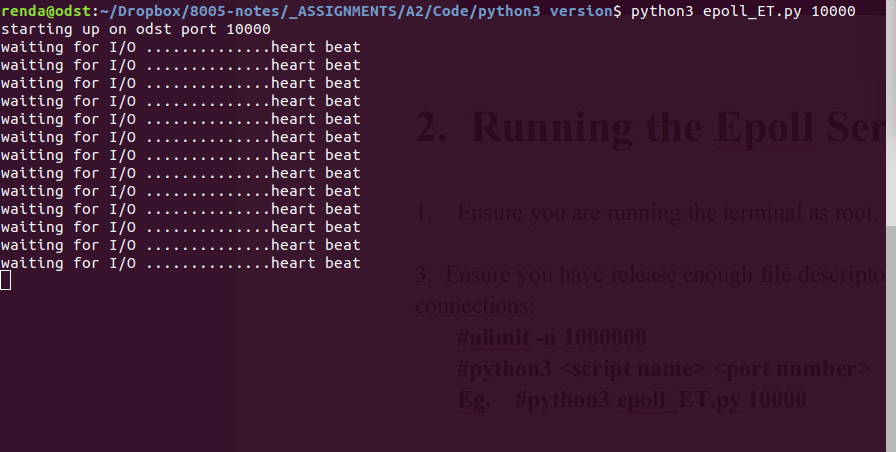 renda@odst:~/Dropbox/8005-notes/_ASSIGNMENTS/A2/Code/python3 version$ python3 epoll_ET.py 10000
starting up on odst port 10000
waiting for I/O ..............heart beat
waiting for I/O ..............heart beat
waiting for I/O ..............heart beat
waiting for I/O ..............heart beat
waiting for I/O ..............heart beat
waiting for I/O ..............heart beat
waiting for I/O ..............heart beat
waiting for I/O ..............heart beat
waiting for I/O ..............heart beat
waiting for I/O ..............heart beat
waiting for I/O ..............heart beat
waiting for I/O ..............heart beat
waiting for I/O ..............heart beat
2. Running the Epoll Ser
1. Ensure you are running the terminal as root.
3. Ensure you have release enough file descripto
connections:
#ulimit -n 1000000
#python3 <script name> <port number>
Eg. #python3 epoll_ET.py 10000